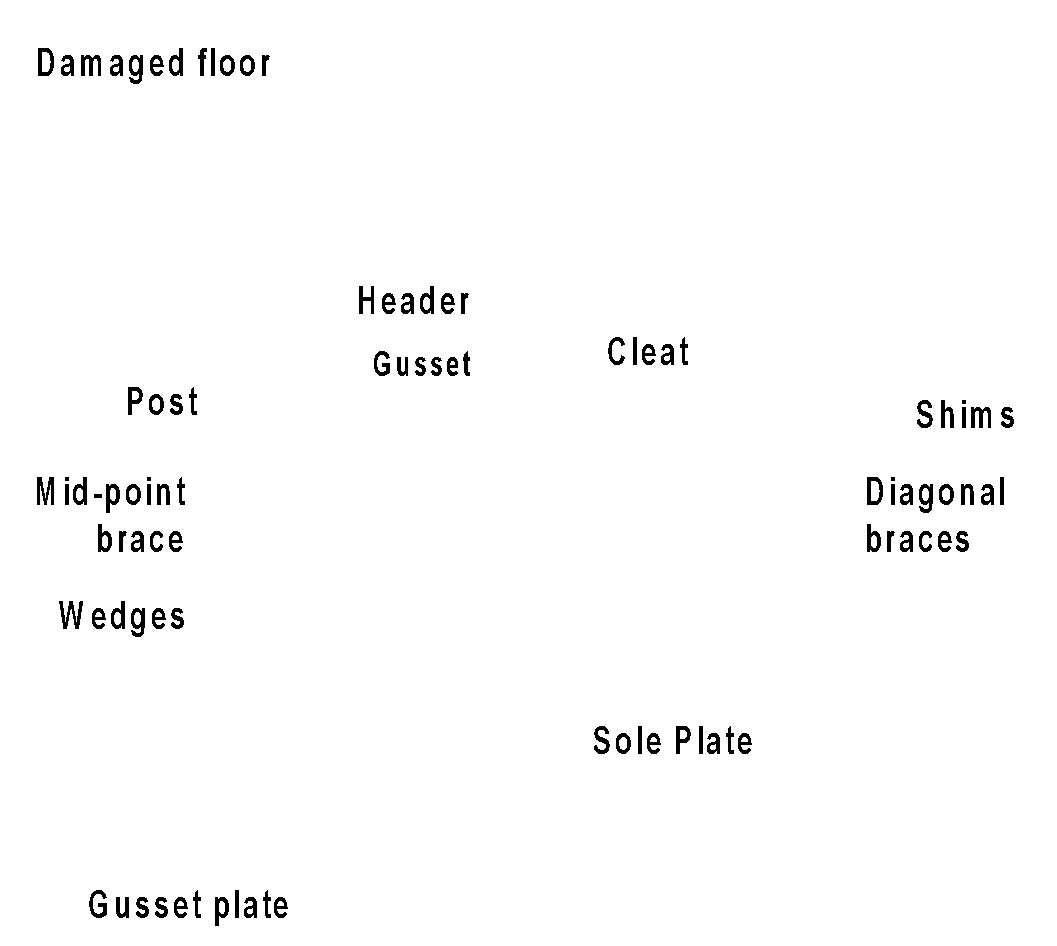 Damaged floor
Header
Cleat
Gusset
Post
Shims
Mid-point
brace
Diagonal
braces
Wedges
Sole Plate
Gusset plate